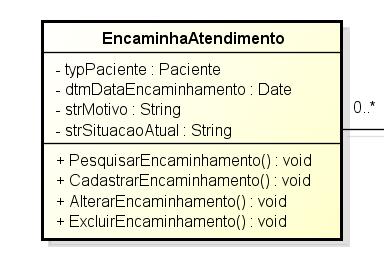 EncaminhaAtendimento
- typPaciente : Paciente
- dtmDataEncaminhamento : Date
- strMotivo : String
- strSituacaoAtual : String
0..*
+ PesquisarEncaminhamento() : void
+ CadastrarEncaminhamento() : void
+ AlterarEncaminhamento() : void
+ ExcluirEncaminhamento() : void